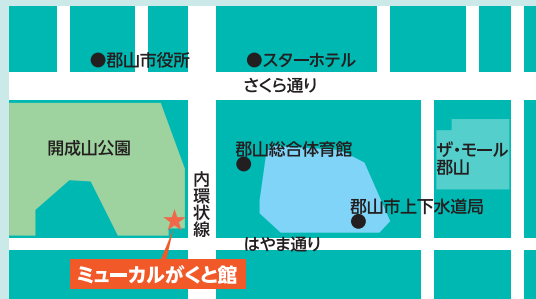 ●郡山市役所
●スターホテル
さくら通り
開成山公園
郡山総合体育館
ザ・モール
郡山
内環状線
郡山市上下水道局
はやま通り
ミューカルがくと館